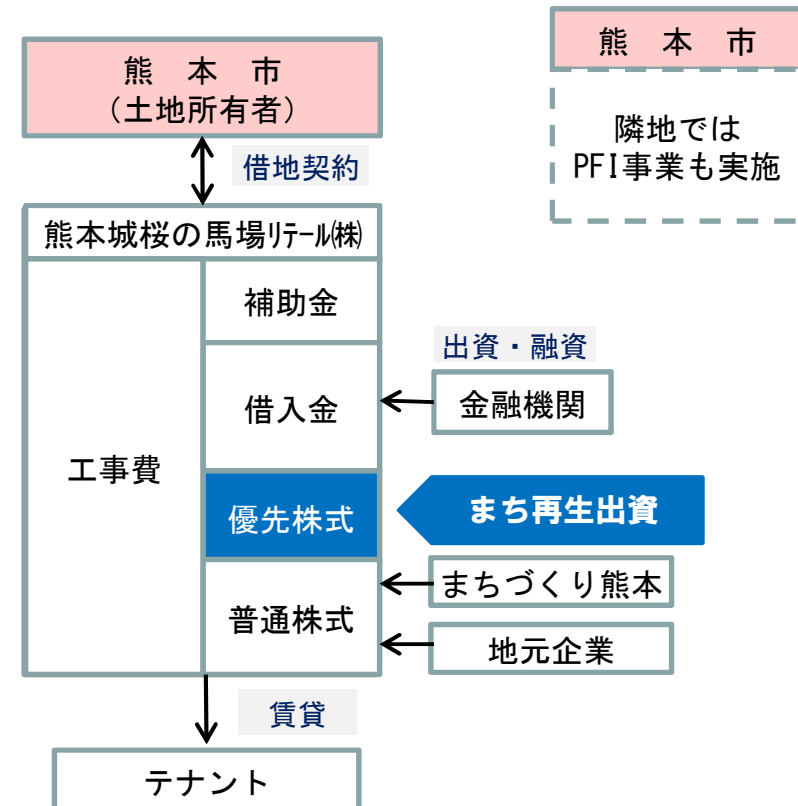 熊 本 市
（土地所有者）
借地契約
熊本城桜の馬場ﾘﾃｰﾙ㈱
工事費
補助金
借入金
優先株式
普通株式
出資・融資
金融機関
まち再生出資
まちづくり熊本
地元企業
賃貸
テナント
熊 本 市
隣地では
PFI事業も実施